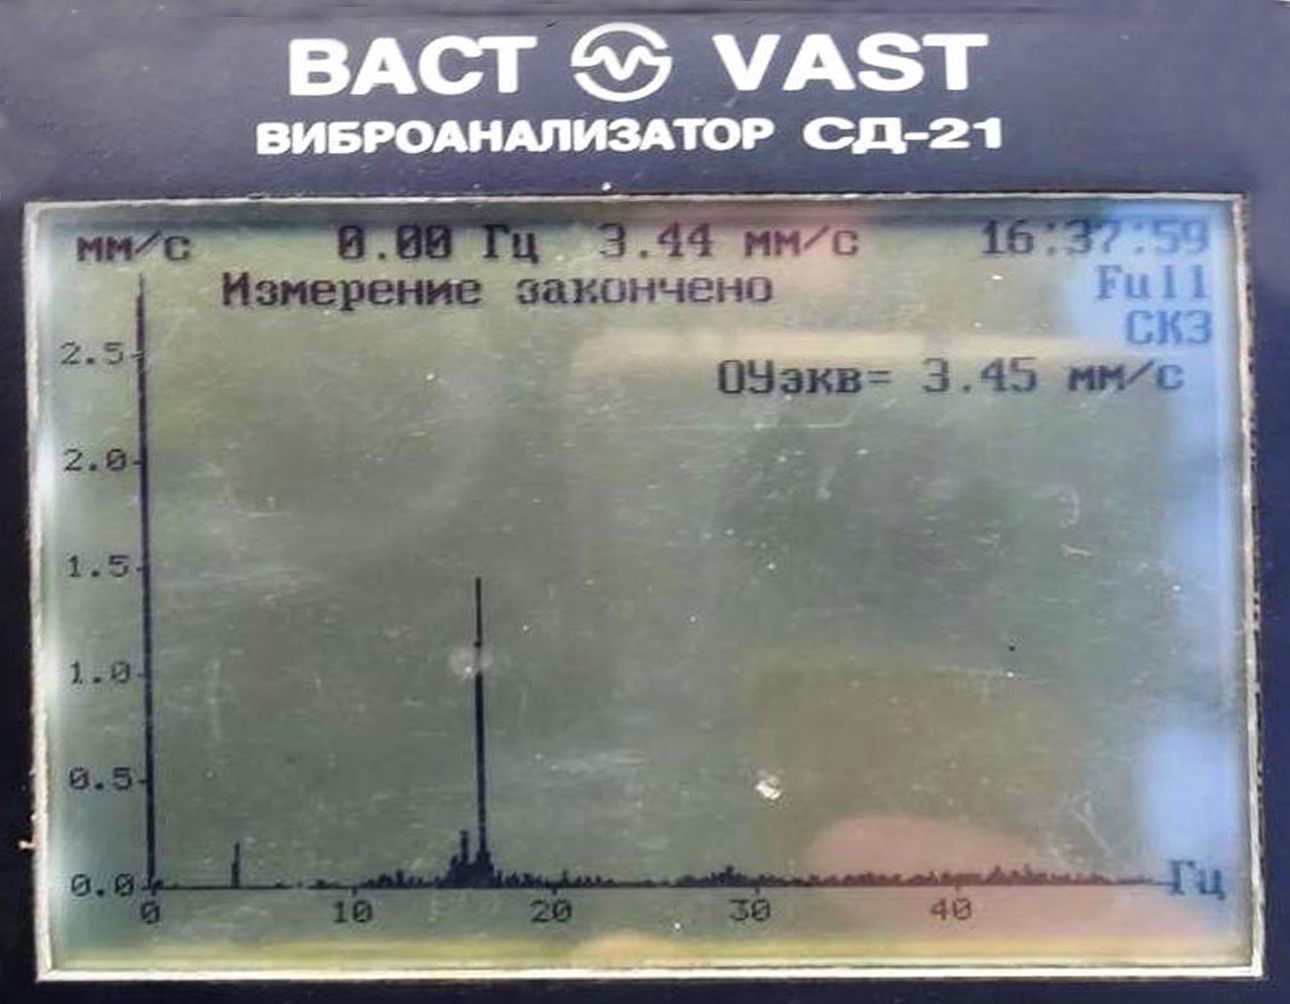 ВАСТ VAST
ВИБРОАНАЛИЗАТОР СД-21
мм/с 0.00 Гц 3.44 мм/с 16:37:59
Измерение закончено Full
СКЗ
2.5
ОУэкв= 3.45 мм/с
2.0
1.5
1.0
0.5
0.0 Гц
0 10 20 30 40